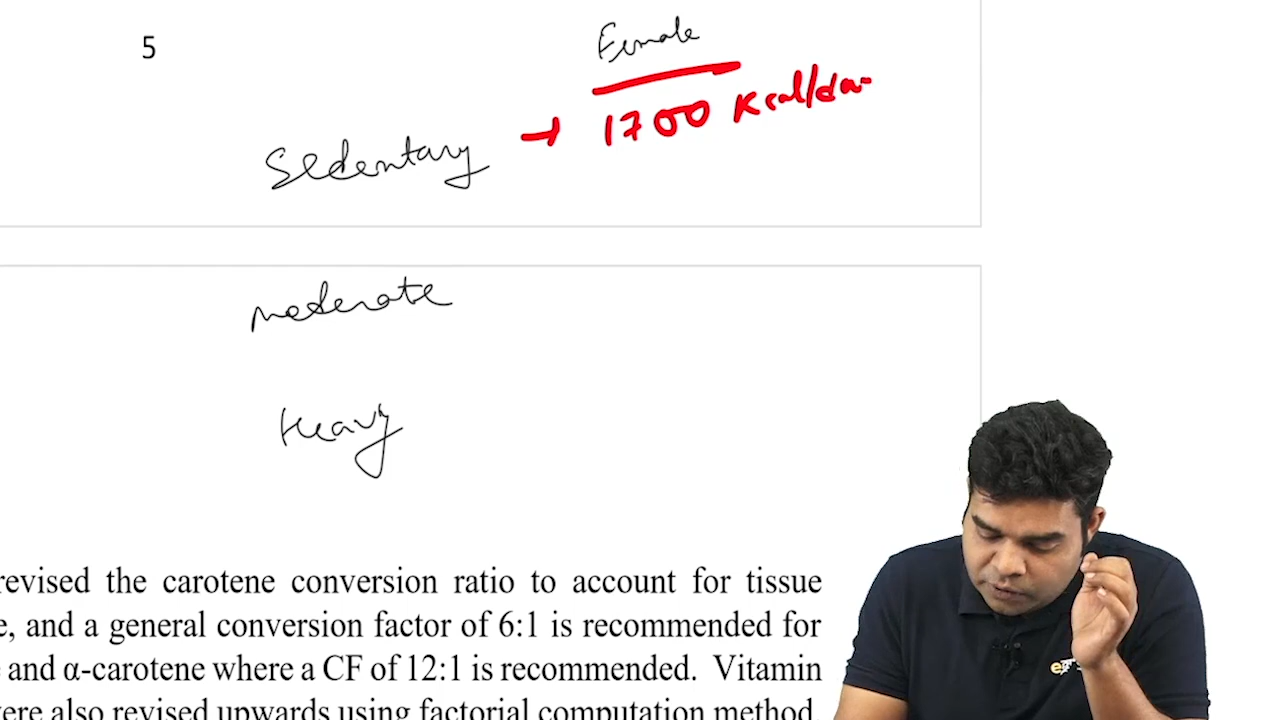 5
Female
Sedentary → 1700 Kcal/da
moderate
Heavy
revised the carotene conversion ratio to account for tissue
e, and a general conversion factor of 6:1 is recommended for
e and α-carotene where a CF of 12:1 is recommended. Vitamin
were also revised upwards using factorial computation method.